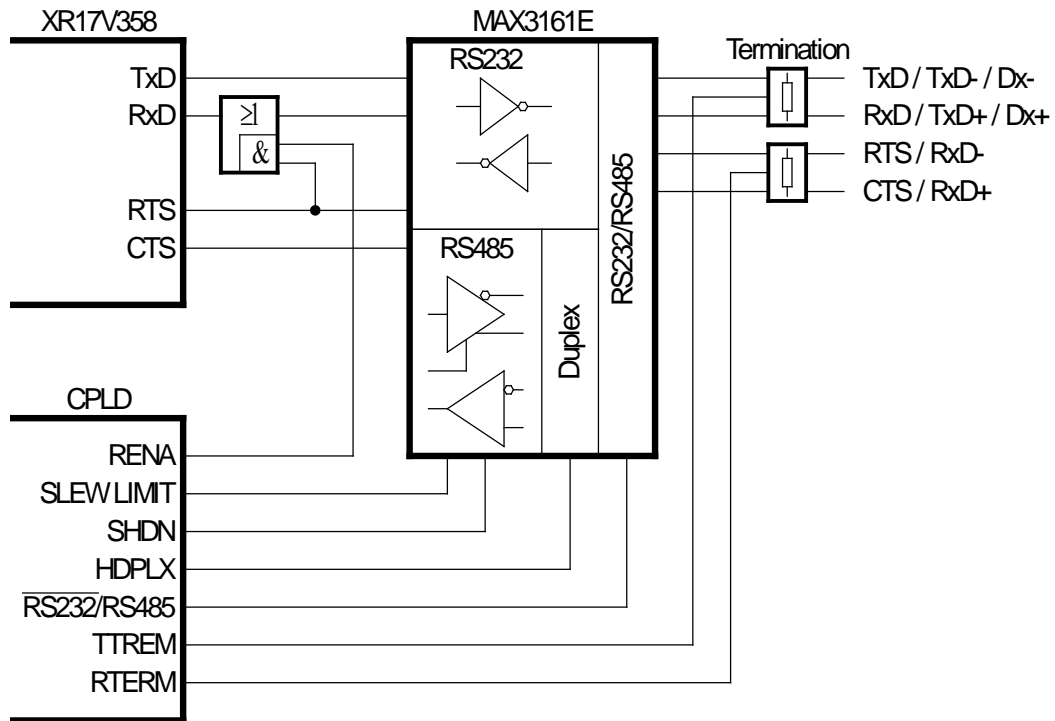 XR17V358
MAX3161E
TxD
RxD
RTS
CTS
≥1
&
RS232
RS485
Duplex
RS232/RS485
Termination
TxD / TxD- / Dx-
RxD / TxD+ / Dx+
RTS / RxD-
CTS / RxD+
CPLD
RENA
SLEW LIMIT
SHDN
HDPLX
RS232/RS485
TTREM
RTERM